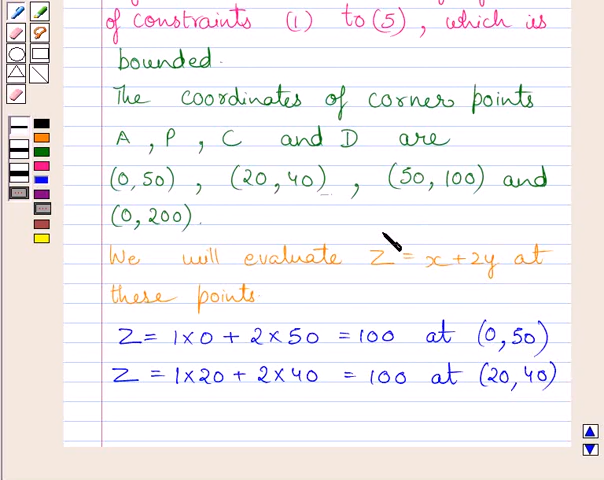 of constraints (1) to (5), which is
bounded.
The coordinates of corner points
A, P, C and D are
(0,50), (20,40), (50,100) and
(0,200).
We will evaluate Z = x+2y at
these points.
Z = 1×0 + 2×50 = 100 at (0,50)
Z = 1×20 + 2×40 = 100 at (20,40)